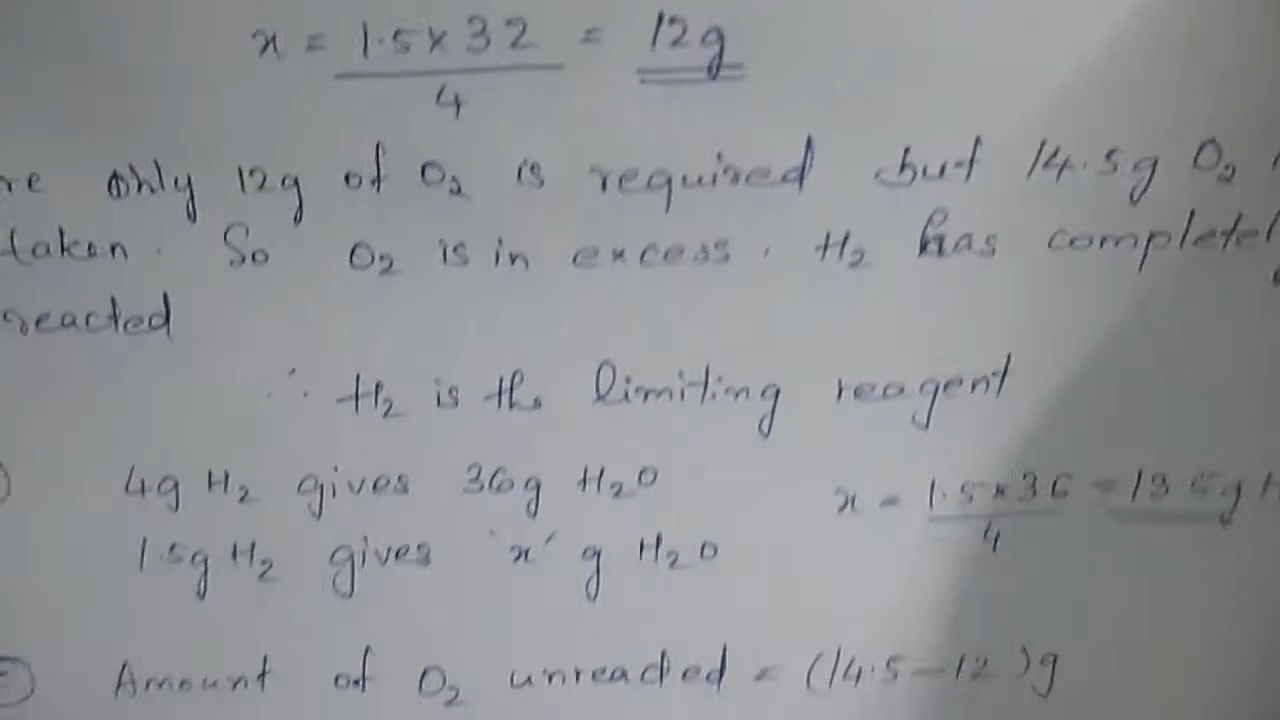 x = 1.5 × 32 / 4 = 12g
re only 12g of O2 is required but 14.5g O2
taken. So O2 is in excess. H2 has completel
reacted
∴ H2 is the limiting reagent
4g H2 gives 36g H2O
x = 1.5 × 36 / 4 = 13.5g
1.5g H2 gives 'x' g H2O
Amount of O2 unreacted = (14.5-12)g